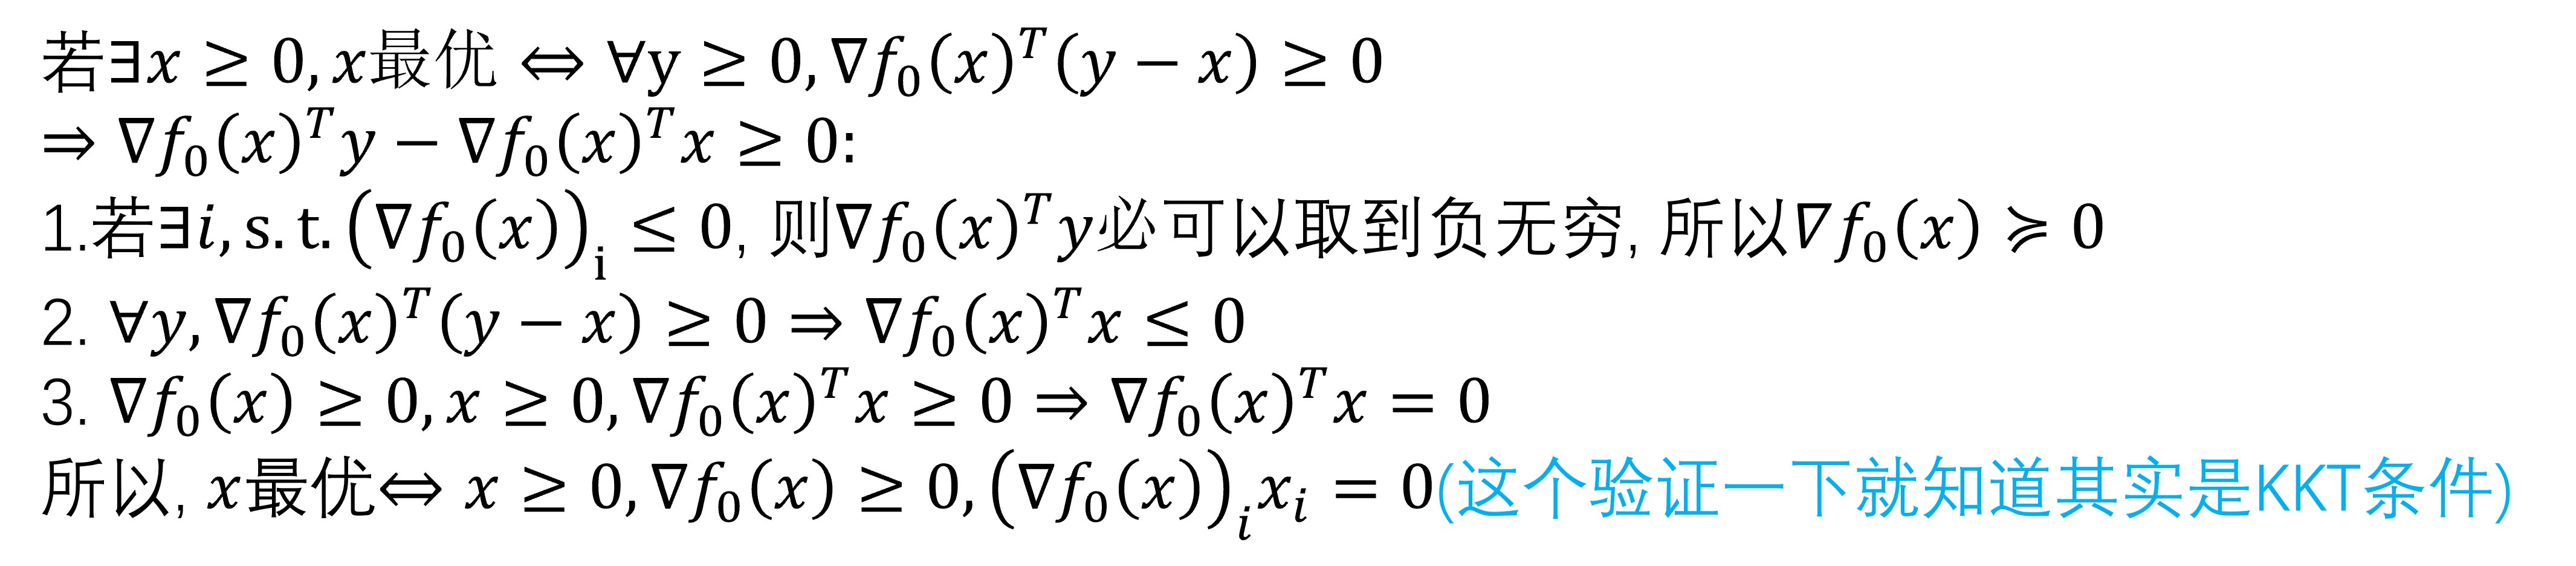 若∃x ≥ 0, x最优 ⇔ ∀y ≥ 0, ∇f₀(x)ᵀ(y − x) ≥ 0
⇒ ∇f₀(x)ᵀy − ∇f₀(x)ᵀx ≥ 0:
1.若∃i, s.t. (∇f₀(x))ᵢ ≤ 0, 则∇f₀(x)ᵀy必可以取到负无穷, 所以∇f₀(x) ≽ 0
2. ∀y, ∇f₀(x)ᵀ(y − x) ≥ 0 ⇒ ∇f₀(x)ᵀx ≤ 0
3. ∇f₀(x) ≥ 0, x ≥ 0, ∇f₀(x)ᵀx ≥ 0 ⇒ ∇f₀(x)ᵀx = 0
所以, x最优⇔ x ≥ 0, ∇f₀(x) ≥ 0, (∇f₀(x))ᵢxᵢ = 0(这个验证一下就知道其实是KKT条件)